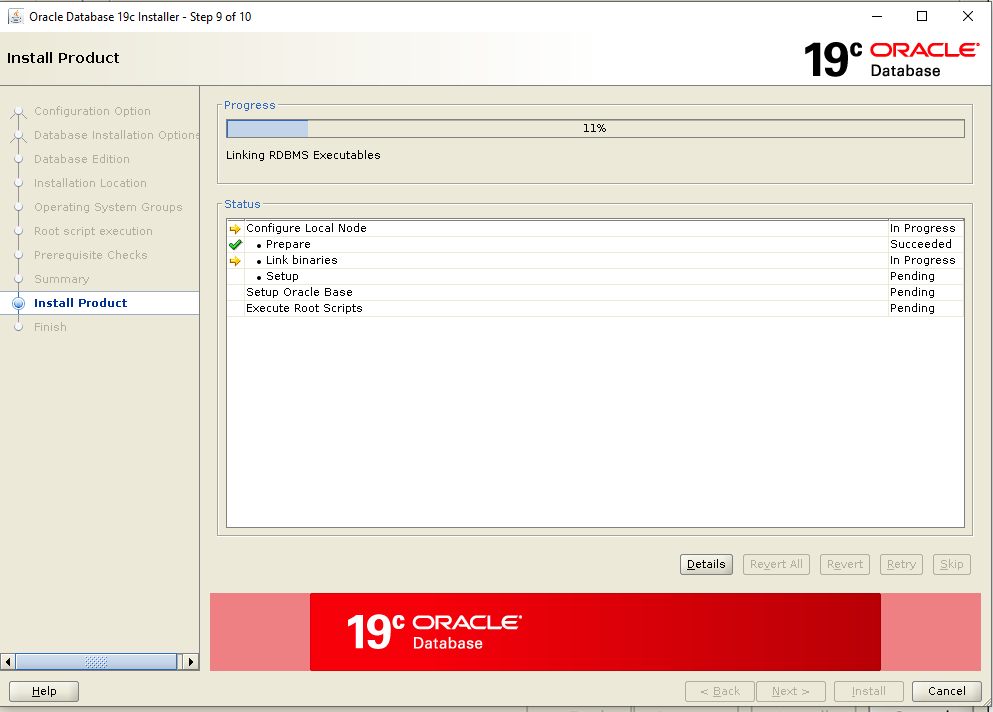 Oracle Database 19c Installer - Step 9 of 10
Install Product
19c ORACLE
Database
Configuration Option
Database Installation Options
Database Edition
Installation Location
Operating System Groups
Root script execution
Prerequisite Checks
Summary
Install Product
Finish
Progress
11%
Linking RDBMS Executables
Status
Configure Local Node In Progress
• Prepare Succeeded
• Link binaries In Progress
• Setup Pending
Setup Oracle Base Pending
Execute Root Scripts Pending
Details Revert All Revert Retry Skip
19c ORACLE
Database
Help < Back Next > Install Cancel